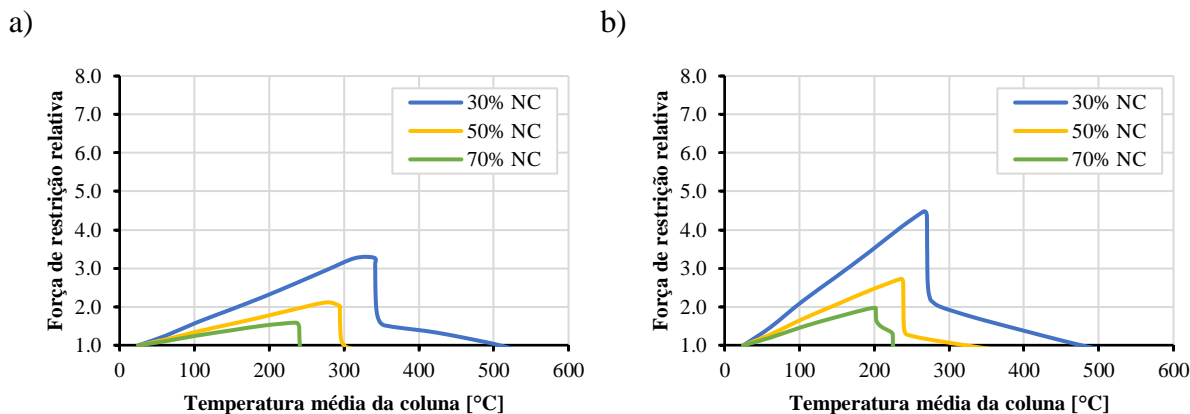 a)
8.0
7.0
6.0
5.0
4.0
3.0
2.0
1.0
Força de restrição relativa
30% NC
50% NC
70% NC
0 100 200 300 400 500 600
Temperatura média da coluna [°C]
b)
8.0
7.0
6.0
5.0
4.0
3.0
2.0
1.0
Força de restrição relativa
30% NC
50% NC
70% NC
0 100 200 300 400 500 600
Temperatura média da coluna [°C]